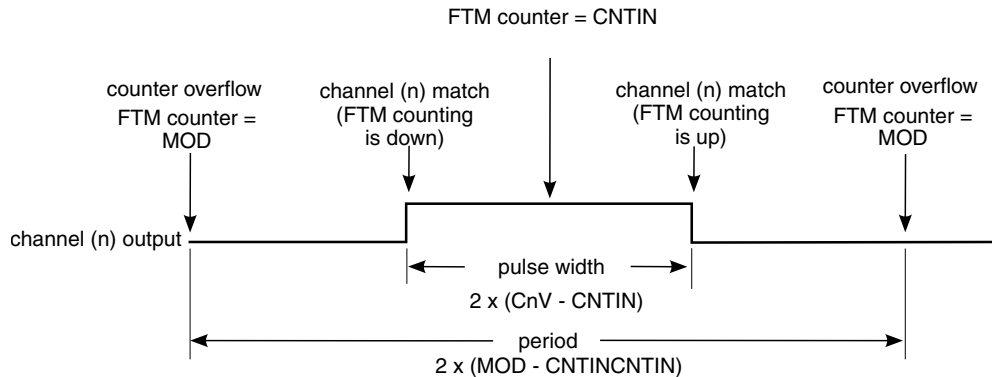 FTM counter = CNTIN
counter overflow
FTM counter =
MOD
channel (n) match
(FTM counting
is down)
channel (n) match
(FTM counting
is up)
counter overflow
FTM counter =
MOD
channel (n) output
pulse width
2 x (CnV - CNTIN)
period
2 x (MOD - CNTINCNTIN)